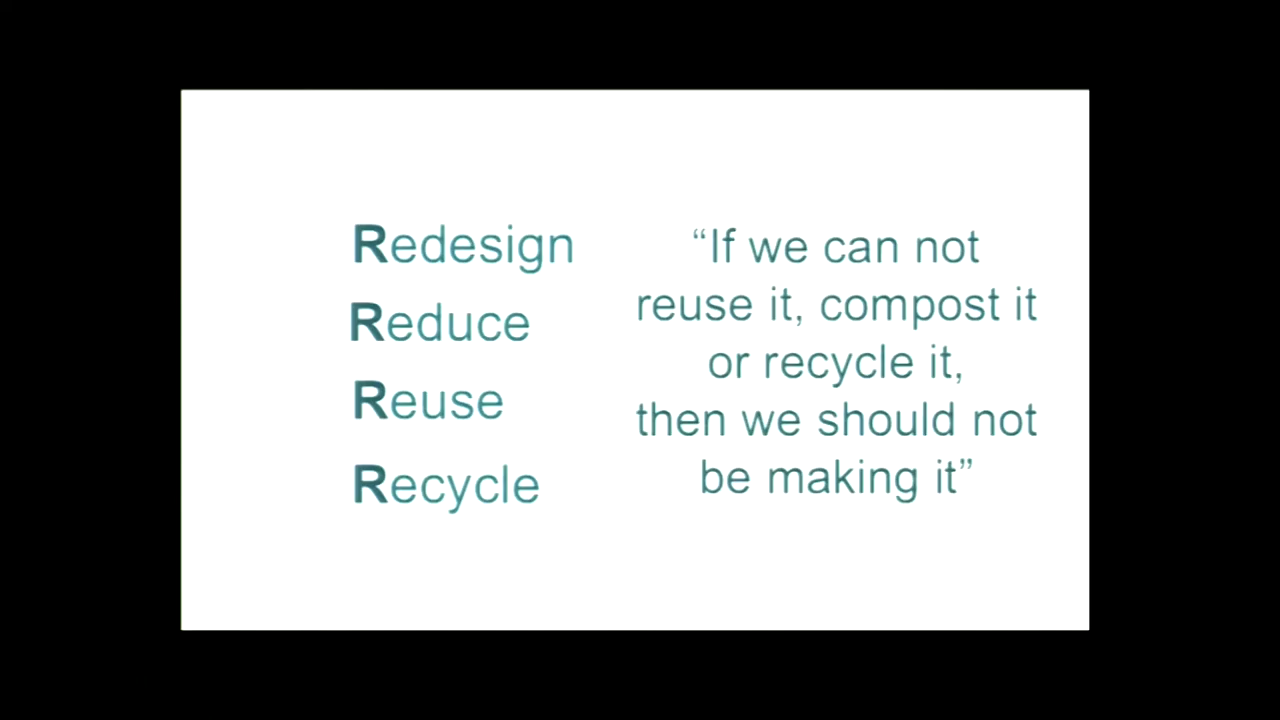 Redesign
Reduce
Reuse
Recycle
“If we can not
reuse it, compost it
or recycle it,
then we should not
be making it”